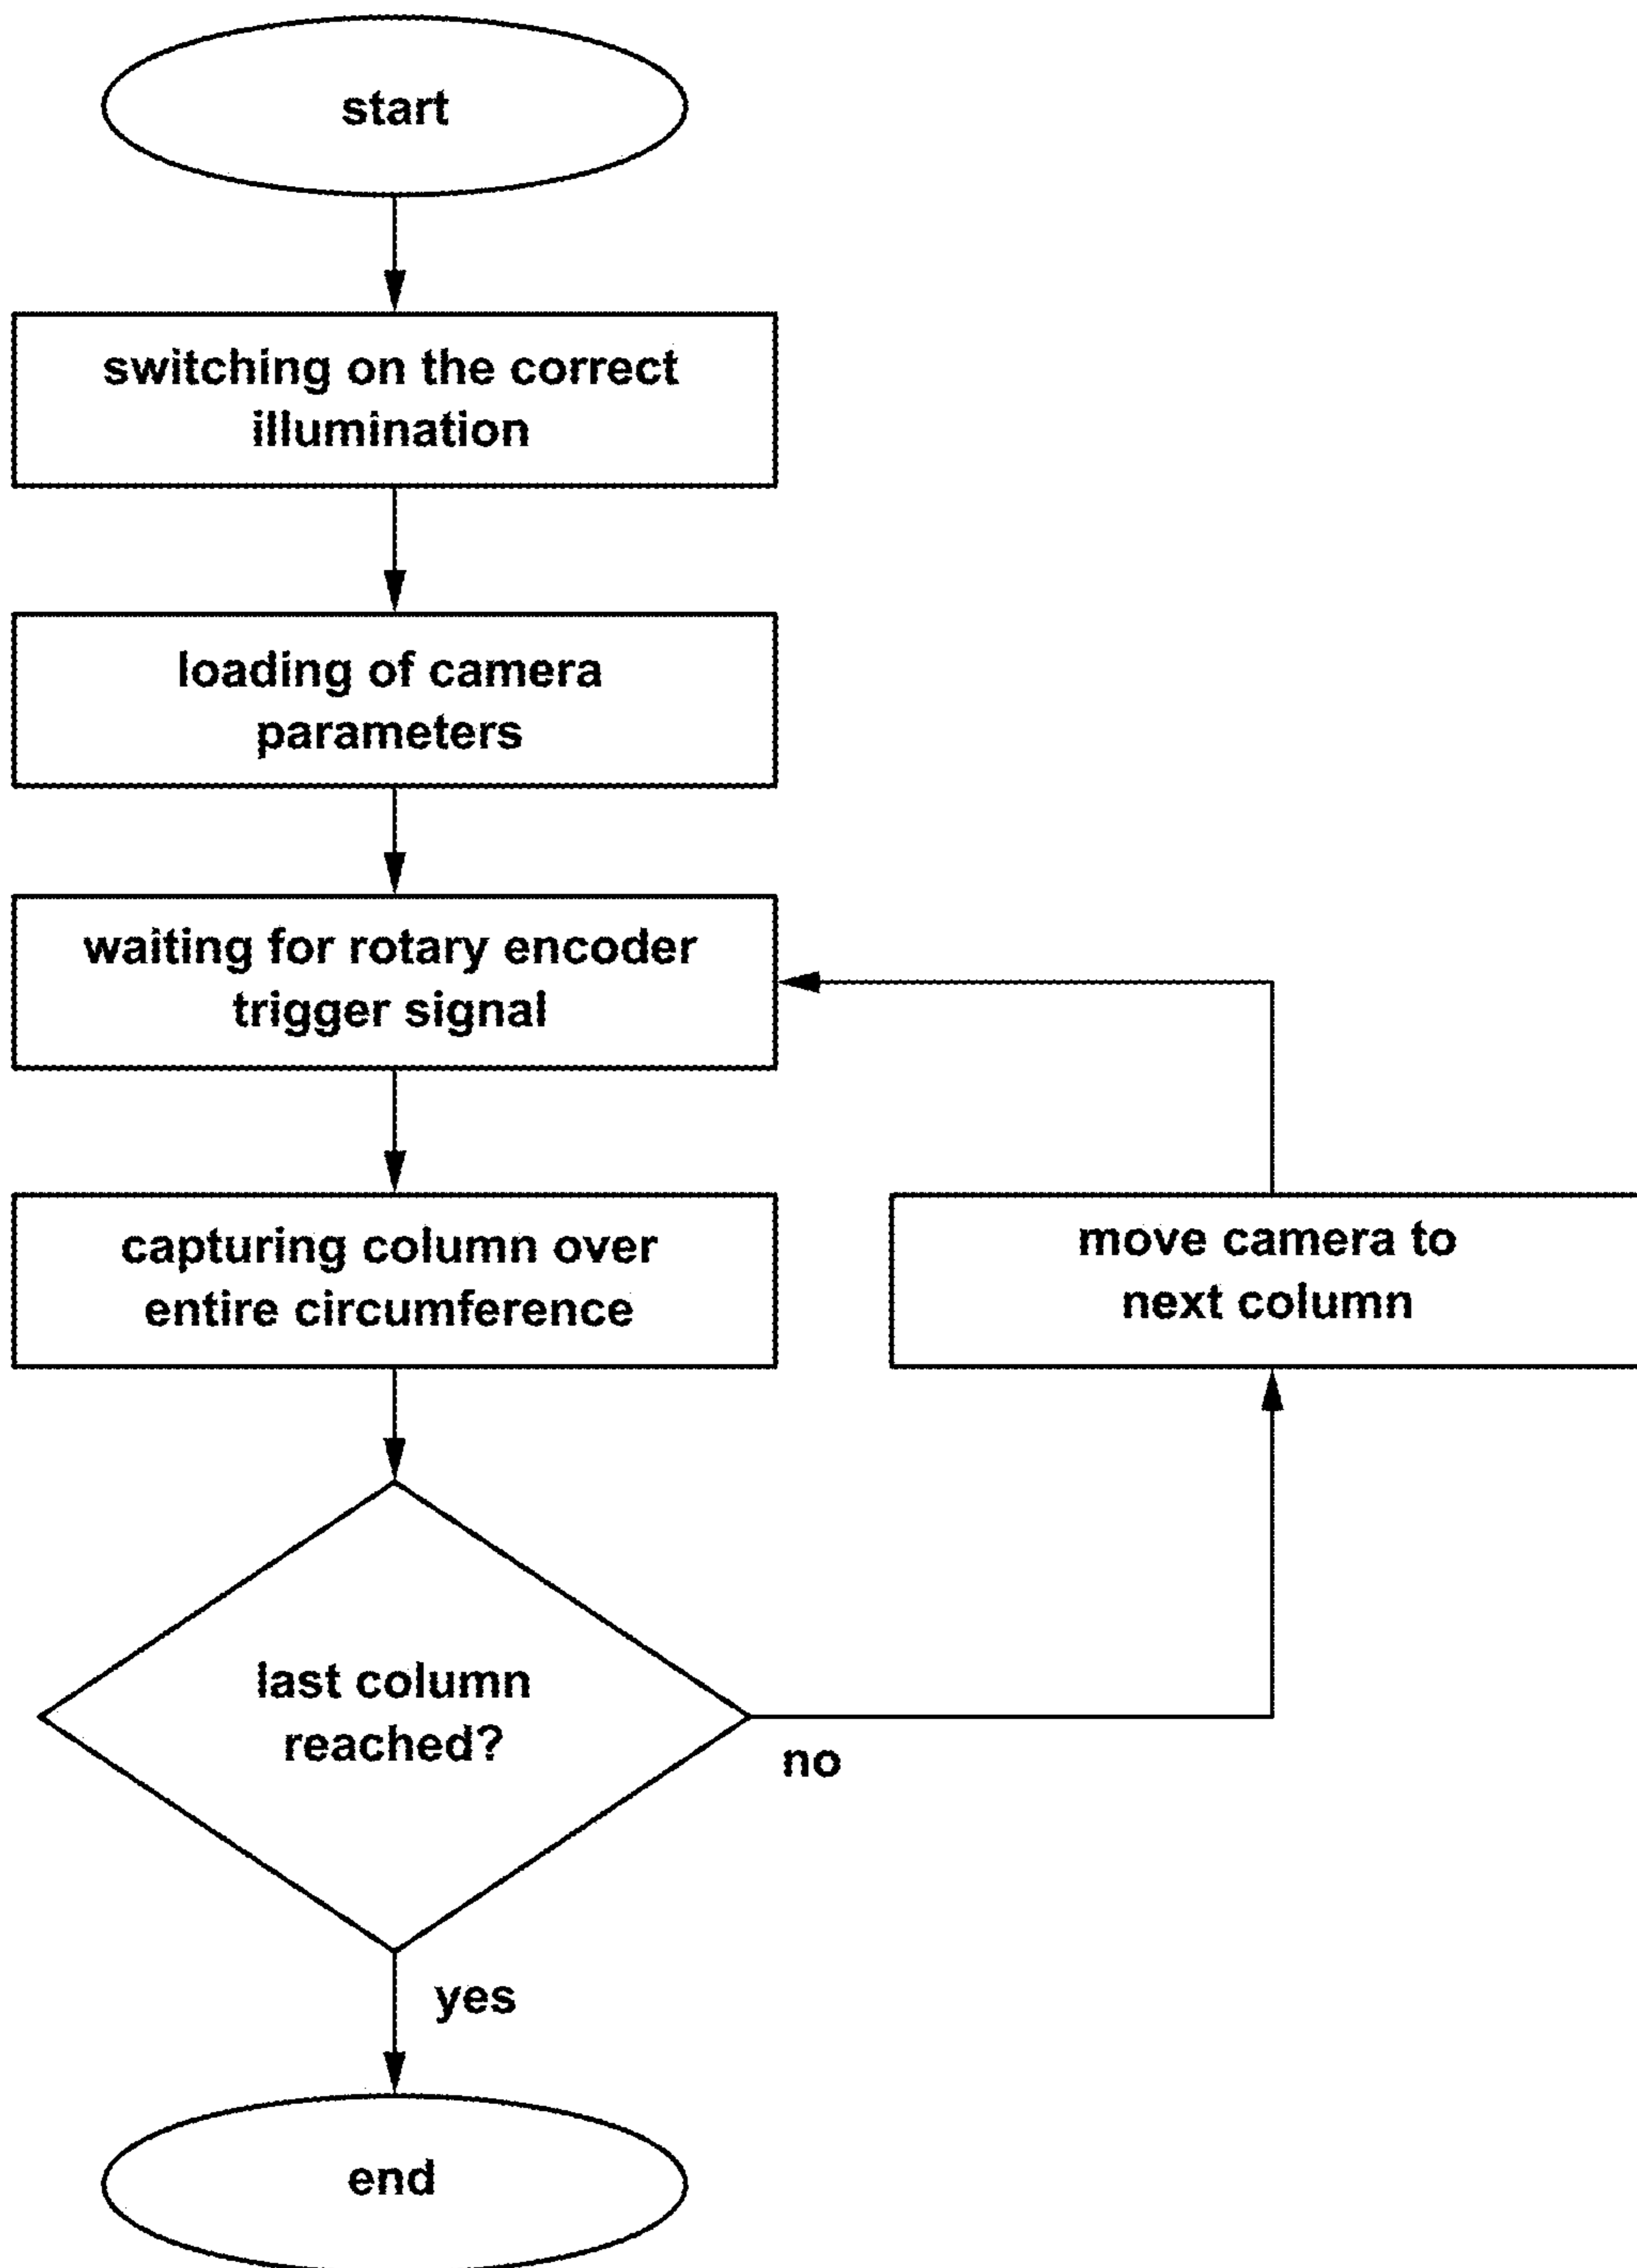 start
switching on the correct
illumination
loading of camera
parameters
waiting for rotary encoder
trigger signal
capturing column over
entire circumference
move camera to
next column
last column
reached?
no
yes
end